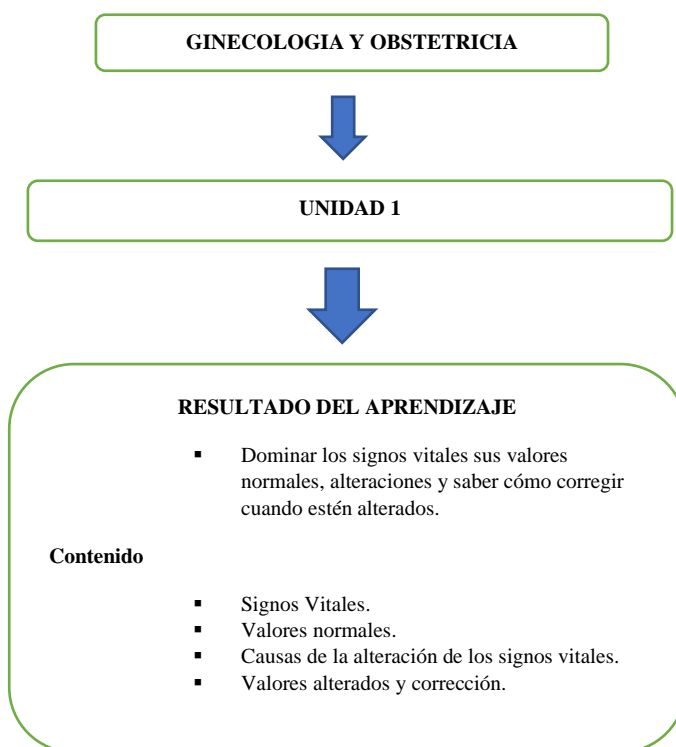 GINECOLOGIA Y OBSTETRICIA
UNIDAD 1
RESULTADO DEL APRENDIZAJE
▪ Dominar los signos vitales sus valores
normales, alteraciones y saber cómo corregir
cuando estén alterados.
Contenido
▪ Signos Vitales.
▪ Valores normales.
▪ Causas de la alteración de los signos vitales.
▪ Valores alterados y corrección.